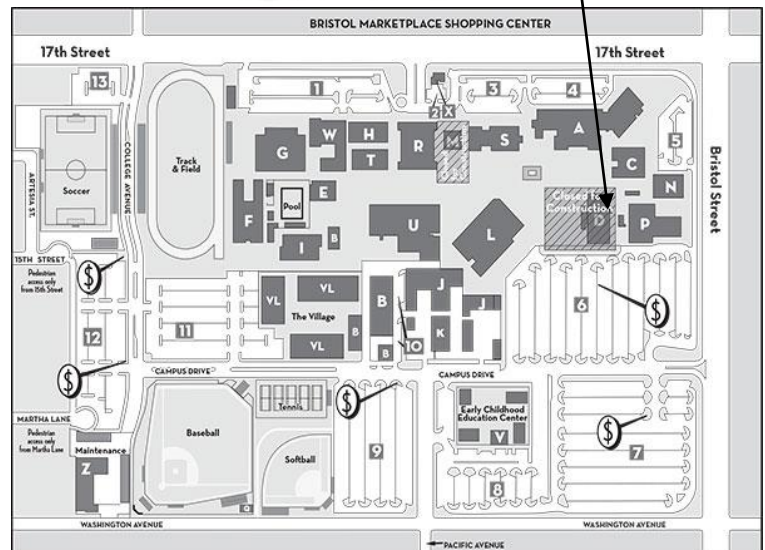 BRISTOL MARKETPLACE SHOPPING CENTER
17th Street
17th Street
13
1
2
X
3
4
5
COLLEGE AVENUE
ARTESIA ST.
Soccer
Track
& Field
G
W
H
T
R
M
S
A
C
N
Bristol Street
F
Pool
E
I
B
U
L
Closed for
Construction
D
P
15TH STREET
Pedestrian
access only
from 15th Street
$
12
11
VL
VL
The Village
VL
B
B
B
J
J
K
10
6
$
$
CAMPUS DRIVE
CAMPUS DRIVE
MARTHA LANE
Pedestrian
access only
from Martha Lane
Maintenance
Z
Baseball
Tennis
Softball
Q
$
9
Early Childhood
Education Center
V
8
$
7
WASHINGTON AVENUE
WASHINGTON AVENUE
PACIFIC AVENUE